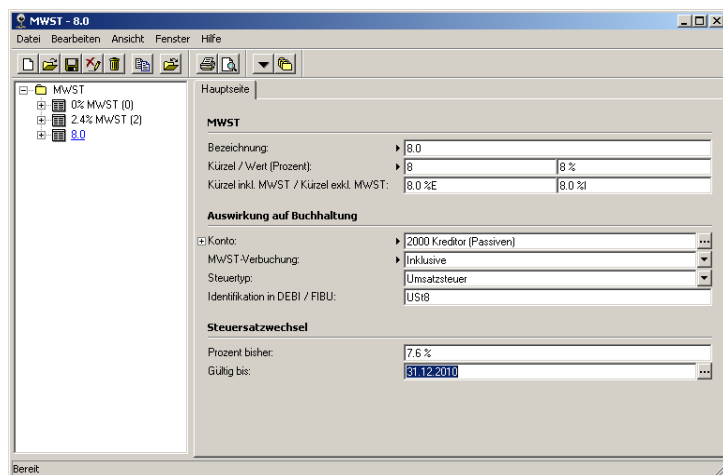 MWST - 8.0
Datei Bearbeiten Ansicht Fenster Hilfe
MWST
0% MWST (0)
2.4% MWST (2)
8.0
Hauptseite
MWST
Bezeichnung: 8.0
Kürzel / Wert (Prozent): 8 8 %
Kürzel inkl. MWST / Kürzel exkl. MWST: 8.0 %E 8.0 %I
Auswirkung auf Buchhaltung
Konto: 2000 Kreditor (Passiven) ...
MWST-Verbuchung: Inklusive
Steuertyp: Umsatzsteuer
Identifikation in DEBI / FIBU: USt8
Steuersatzwechsel
Prozent bisher: 7.6 %
Gültig bis: 31.12.2010 ...
Bereit